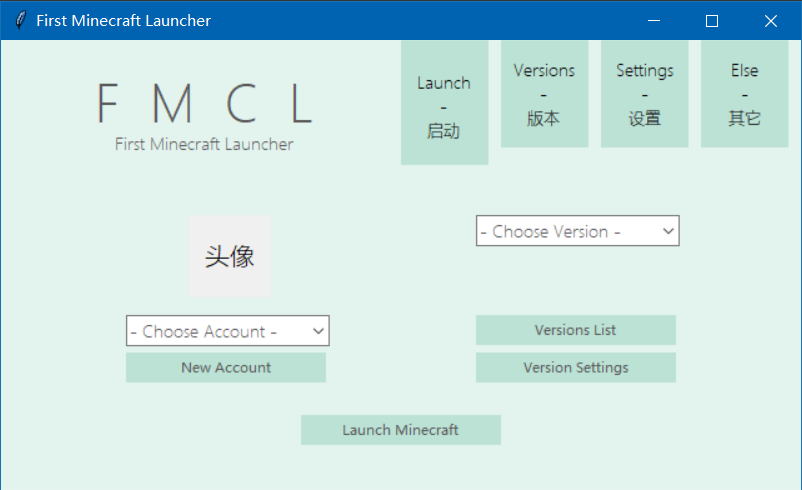 First Minecraft Launcher
F M C L
First Minecraft Launcher
Launch
-
启动
Versions
-
版本
Settings
-
设置
Else
-
其它
头像
- Choose Version -
- Choose Account -
New Account
Versions List
Version Settings
Launch Minecraft